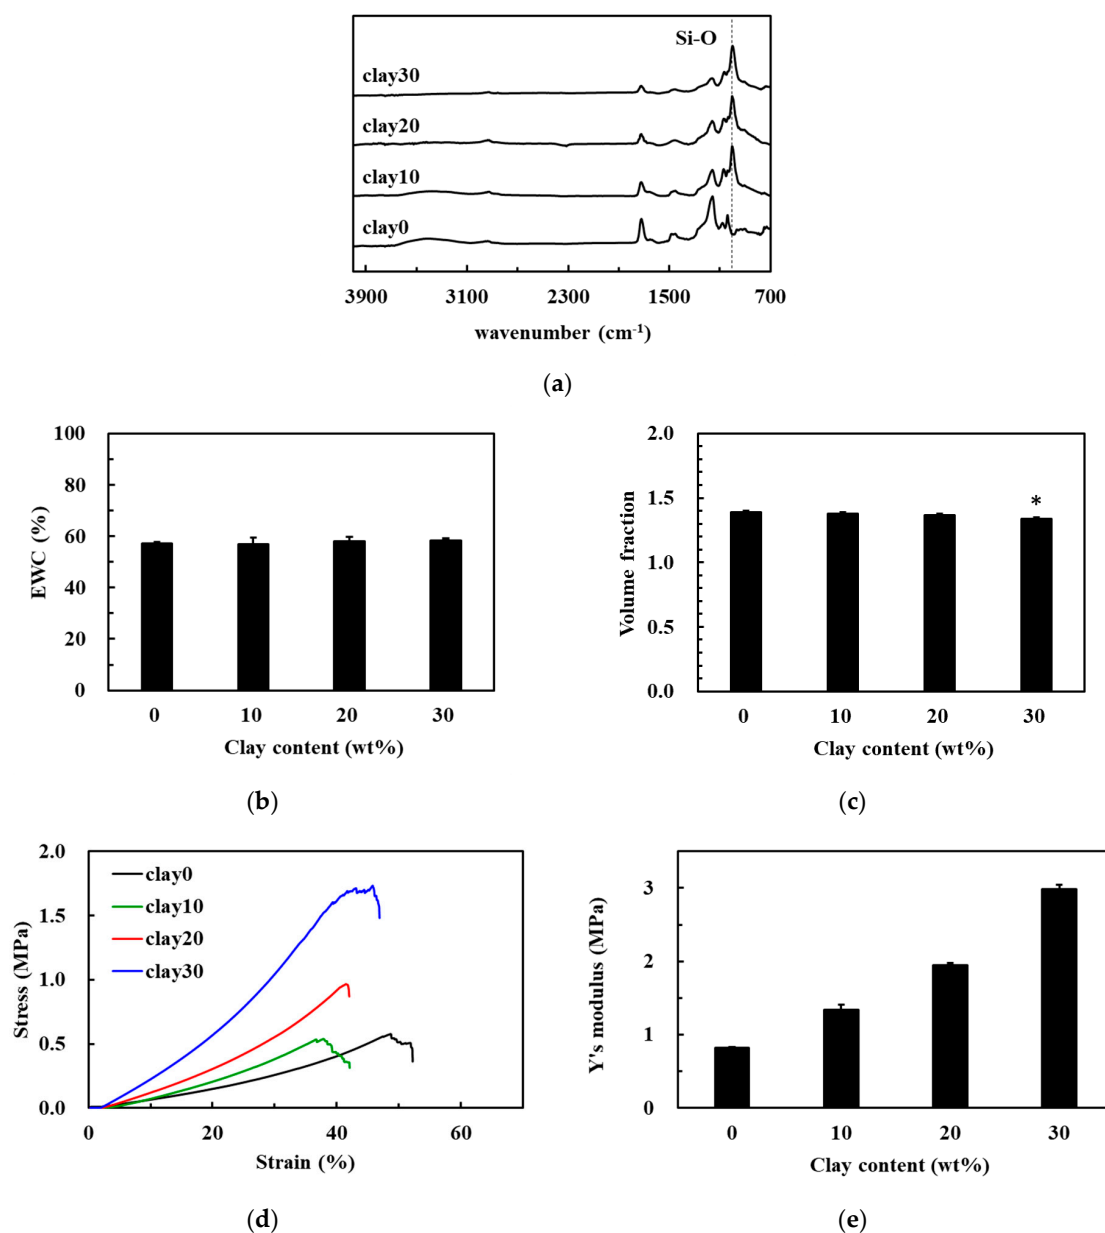 Si-O
clay30
clay20
clay10
clay0
3900 3100 2300 1500 700
wavenumber (cm-1)
(a)
100
80
60
40
20
0
EWC (%)
0 10 20 30
Clay content (wt%)
(b)
2.0
1.5
1.0
0.5
0.0
Volume fraction
*
0 10 20 30
Clay content (wt%)
(c)
2.0
1.5
1.0
0.5
0.0
Stress (MPa)
clay0
clay10
clay20
clay30
0 20 40 60
Strain (%)
(d)
3
2
1
0
Y's modulus (MPa)
0 10 20 30
Clay content (wt%)
(e)